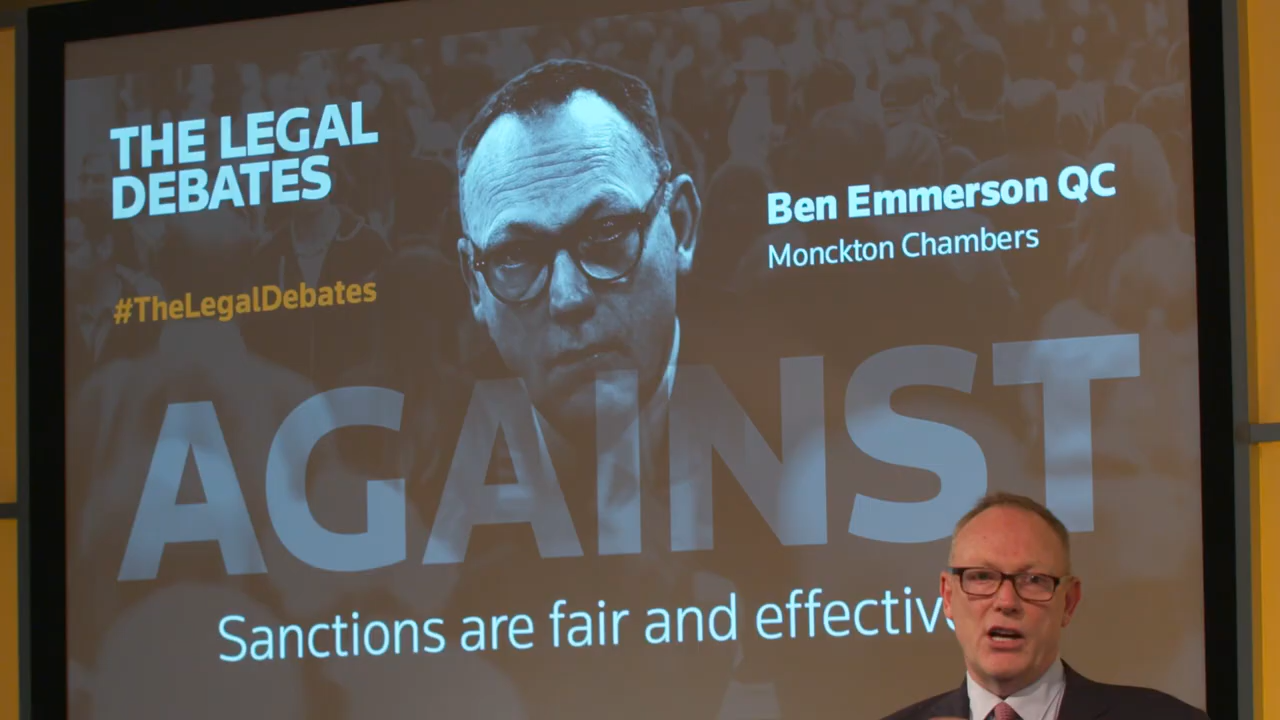 THE LEGAL
DEBATES
Ben Emmerson QC
Monckton Chambers
#TheLegalDebates
AGAINST
Sanctions are fair and effectiv